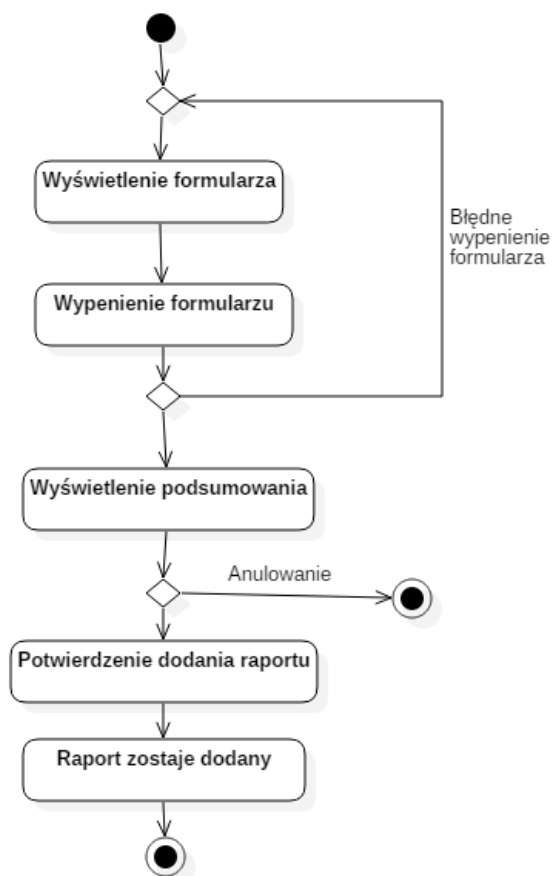 Wyświetlenie formularza
Błędne
wypenienie
formularza
Wypenienie formularzu
Wyświetlenie podsumowania
Anulowanie
Potwierdzenie dodania raportu
Raport zostaje dodany